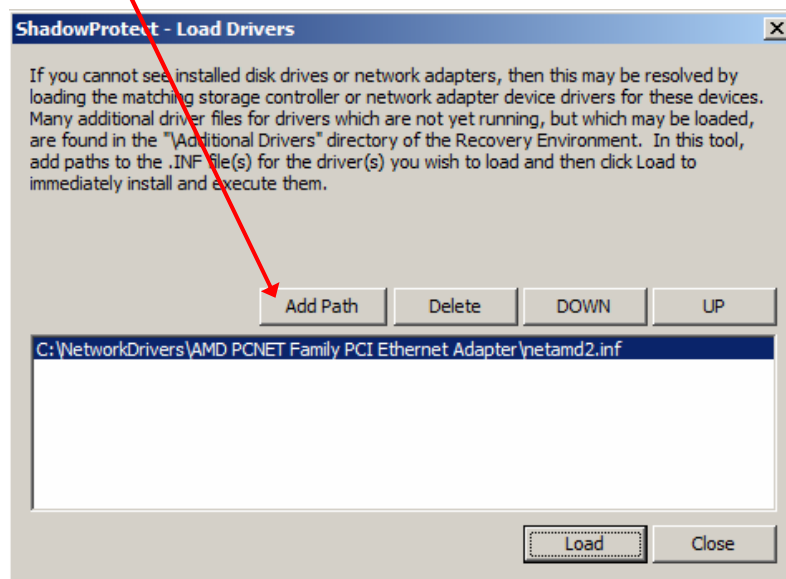 ShadowProtect - Load Drivers
If you cannot see installed disk drives or network adapters, then this may be resolved by
loading the matching storage controller or network adapter device drivers for these devices.
Many additional driver files for drivers which are not yet running, but which may be loaded,
are found in the "\Additional Drivers" directory of the Recovery Environment.  In this tool,
add paths to the .INF file(s) for the driver(s) you wish to load and then click Load to
immediately install and execute them.
Add Path Delete DOWN UP
C:\NetworkDrivers\AMD PCNET Family PCI Ethernet Adapter\netamd2.inf
Load Close